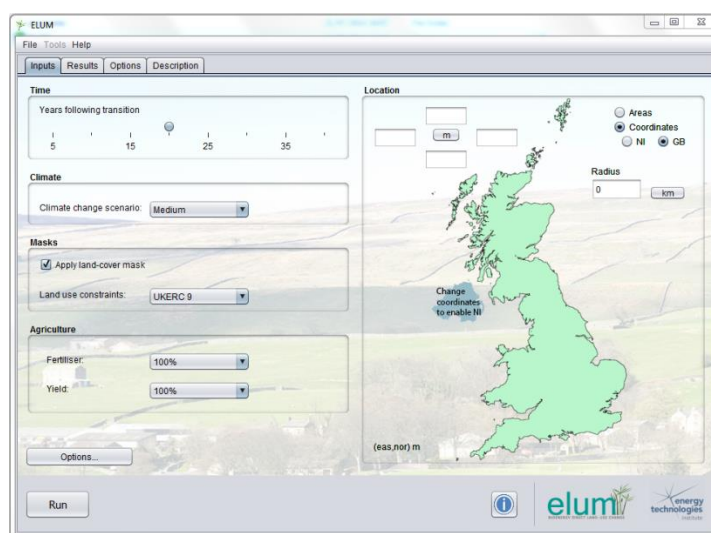 ELUM
File Tools Help
Inputs Results Options Description
Time
Years following transition
5 15 25 35
Climate
Climate change scenario: Medium
Masks
Apply land-cover mask
Land use constraints: UKERC 9
Agriculture
Fertiliser: 100%
Yield: 100%
Options...
Location
m
Areas
Coordinates
NI GB
Radius
0 km
Change
coordinates
to enable NI
(eas,nor) m
Run
elum
energy
technologies
institute